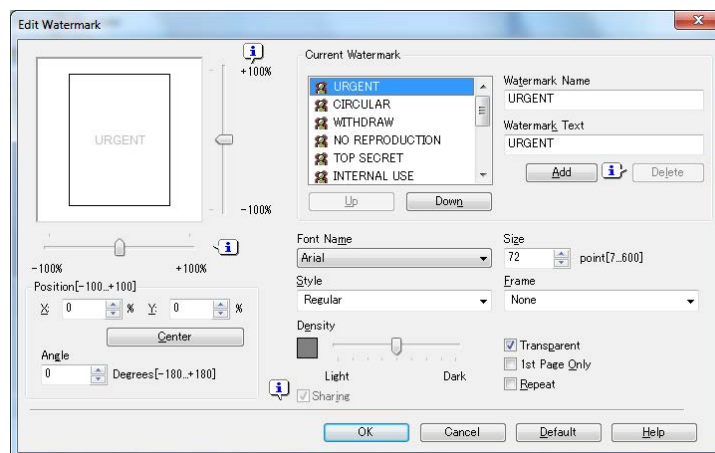 Edit Watermark
+100%
URGENT
-100%
-100%
+100%
Position[-100...+100]
X: 0 % Y: 0 %
Center
Angle
0 Degrees[-180...+180]
Current Watermark
URGENT
CIRCULAR
WITHDRAW
NO REPRODUCTION
TOP SECRET
INTERNAL USE
Up
Down
Watermark Name
URGENT
Watermark Text
URGENT
Add
Delete
Font Name
Arial
Size
72 point[7...600]
Style
Regular
Frame
None
Density
Light
Dark
Sharing
Transparent
1st Page Only
Repeat
OK
Cancel
Default
Help